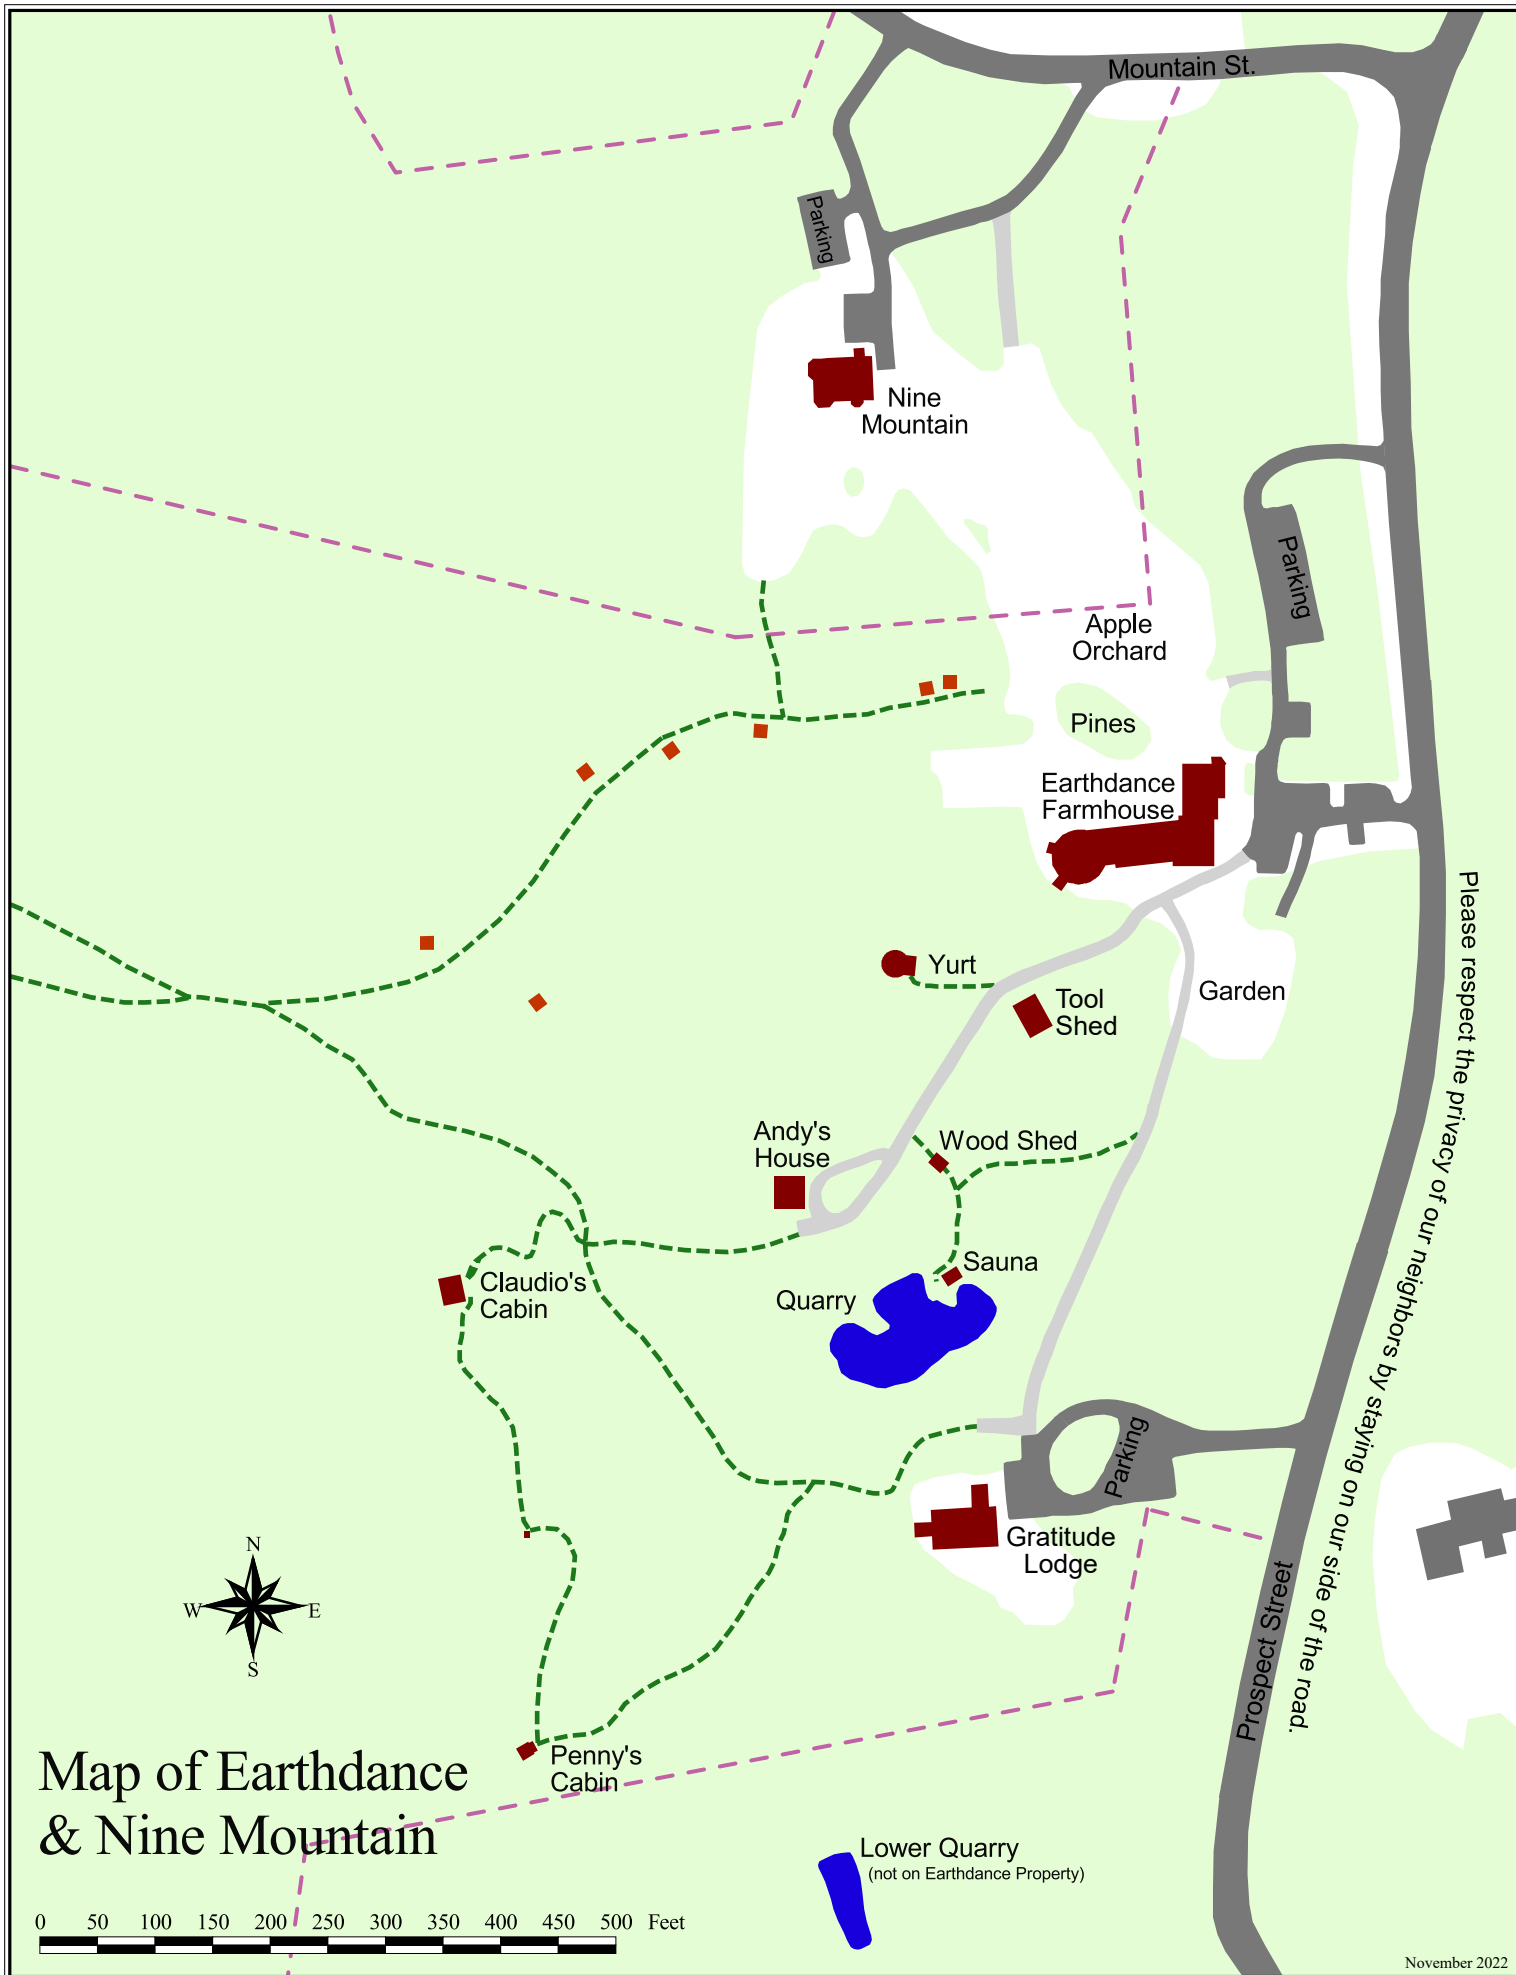 Mountain St.
Parking
Nine
Mountain
Parking
Apple
Orchard
Pines
Earthdance
Farmhouse
Please respect the privacy of our neighbors by staying on our side of the road.
Yurt
Garden
Tool
Shed
Andy's
House
Wood Shed
Sauna
Quarry
Claudio's
Cabin
Parking
Gratitude
Lodge
Prospect Street
N
W
E
S
Penny's
Cabin
Map of Earthdance
& Nine Mountain
Lower Quarry
(not on Earthdance Property)
0 50 100 150 200 250 300 350 400 450 500 Feet
November 2022